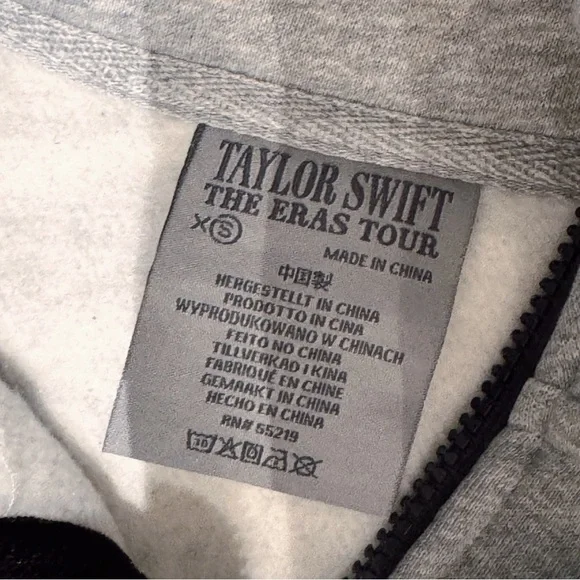 TAYLOR SWIFT
THE ERAS TOUR
XS
MADE IN CHINA
中国製
HERGESTELLT IN CHINA
PRODOTTO IN CINA
WYPRODUKOWANO W CHINACH
FEITO NO CHINA
TILLVERKAD I KINA
FABRIQUÉ EN CHINE
GEMAAKT IN CHINA
HECHO EN CHINA
RN# 65219